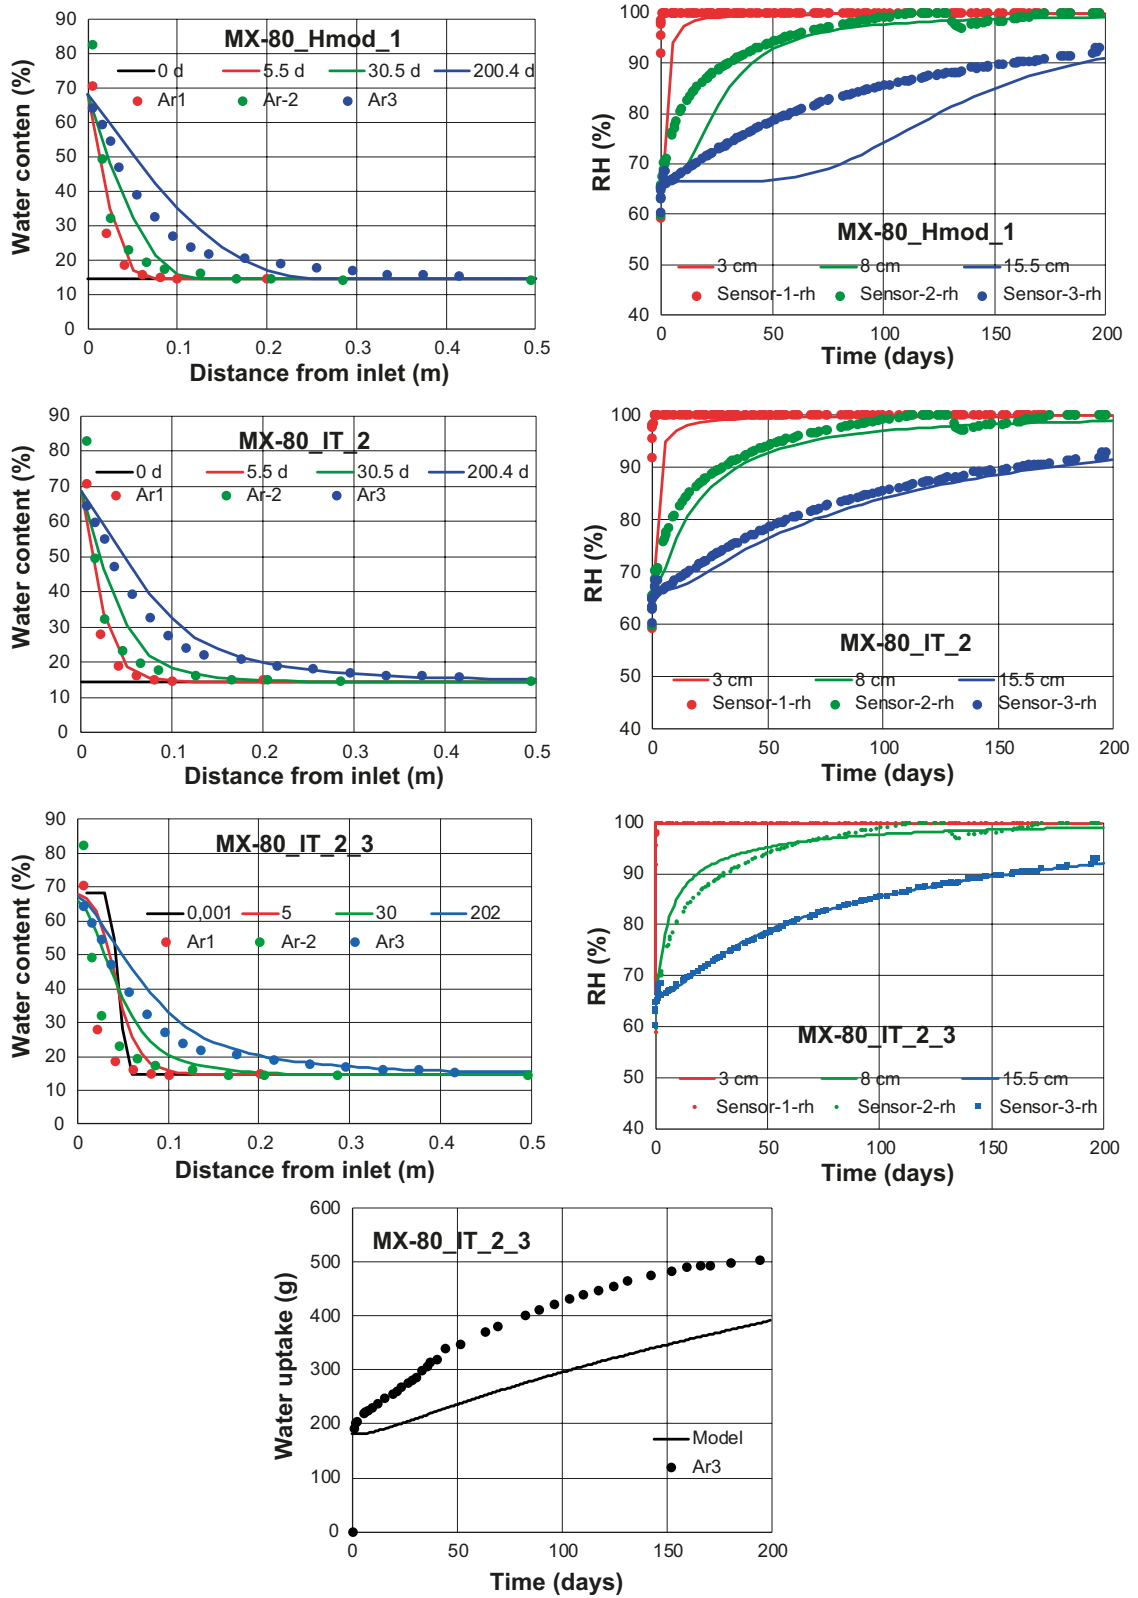 MX-80_Hmod_1
0 d 5.5 d 30.5 d 200.4 d
Ar1 Ar-2 Ar3
90
80
70
60
50
40
30
20
10
0
Water conten (%)
0 0.1 0.2 0.3 0.4 0.5
Distance from inlet (m)
100
90
80
70
60
50
40
RH (%)
MX-80_Hmod_1
3 cm 8 cm 15.5 cm
Sensor-1-rh Sensor-2-rh Sensor-3-rh
0 50 100 150 200
Time (days)
MX-80_IT_2
0 d 5.5 d 30.5 d 200.4 d
Ar1 Ar-2 Ar3
90
80
70
60
50
40
30
20
10
0
Water content (%)
0 0.1 0.2 0.3 0.4 0.5
Distance from inlet (m)
100
90
80
70
60
50
40
RH (%)
MX-80_IT_2
3 cm 8 cm 15.5 cm
Sensor-1-rh Sensor-2-rh Sensor-3-rh
0 50 100 150 200
Time (days)
MX-80_IT_2_3
0,001 5 30 202
Ar1 Ar-2 Ar3
90
80
70
60
50
40
30
20
10
0
Water content (%)
0 0.1 0.2 0.3 0.4 0.5
Distance from inlet (m)
100
90
80
70
60
50
40
RH (%)
MX-80_IT_2_3
3 cm 8 cm 15.5 cm
Sensor-1-rh Sensor-2-rh Sensor-3-rh
0 50 100 150 200
Time (days)
MX-80_IT_2_3
600
500
400
300
200
100
0
Water uptake (g)
Model
Ar3
0 50 100 150 200
Time (days)